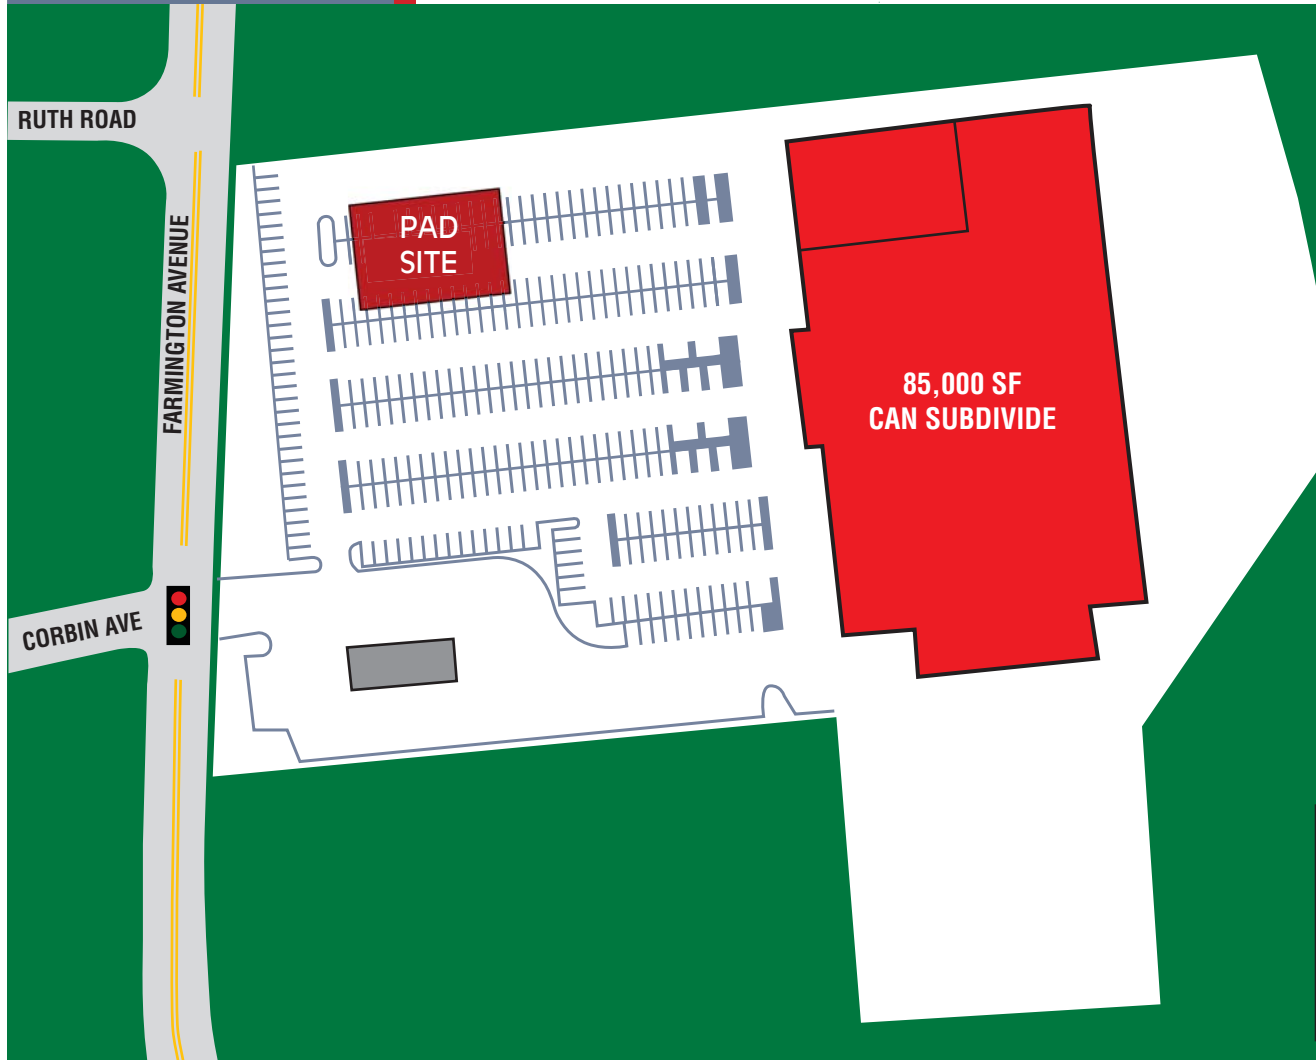 RUTH ROAD
FARMINGTON AVENUE
PAD
SITE
85,000 SF
CAN SUBDIVIDE
CORBIN AVE